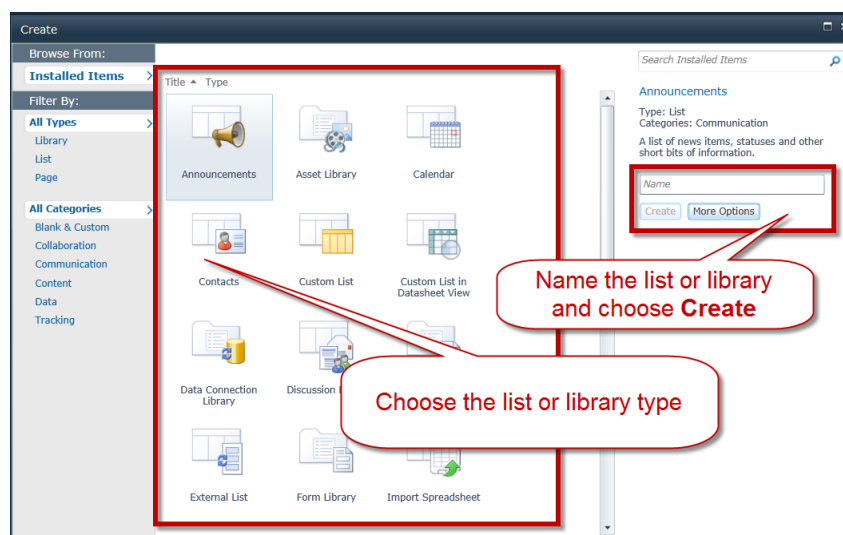 Create
Browse From:
Installed Items
Filter By:
All Types
Library
List
Page
All Categories
Blank & Custom
Collaboration
Communication
Content
Data
Tracking
Title Type
Announcements
Asset Library
Calendar
Contacts
Custom List
Custom List in
Datasheet View
Data Connection
Library
Discussion
External List
Form Library
Import Spreadsheet
Search Installed Items
Announcements
Type: List
Categories: Communication
A list of news items, statuses and other
short bits of information.
Name
Create
More Options
Name the list or library
and choose Create
Choose the list or library type